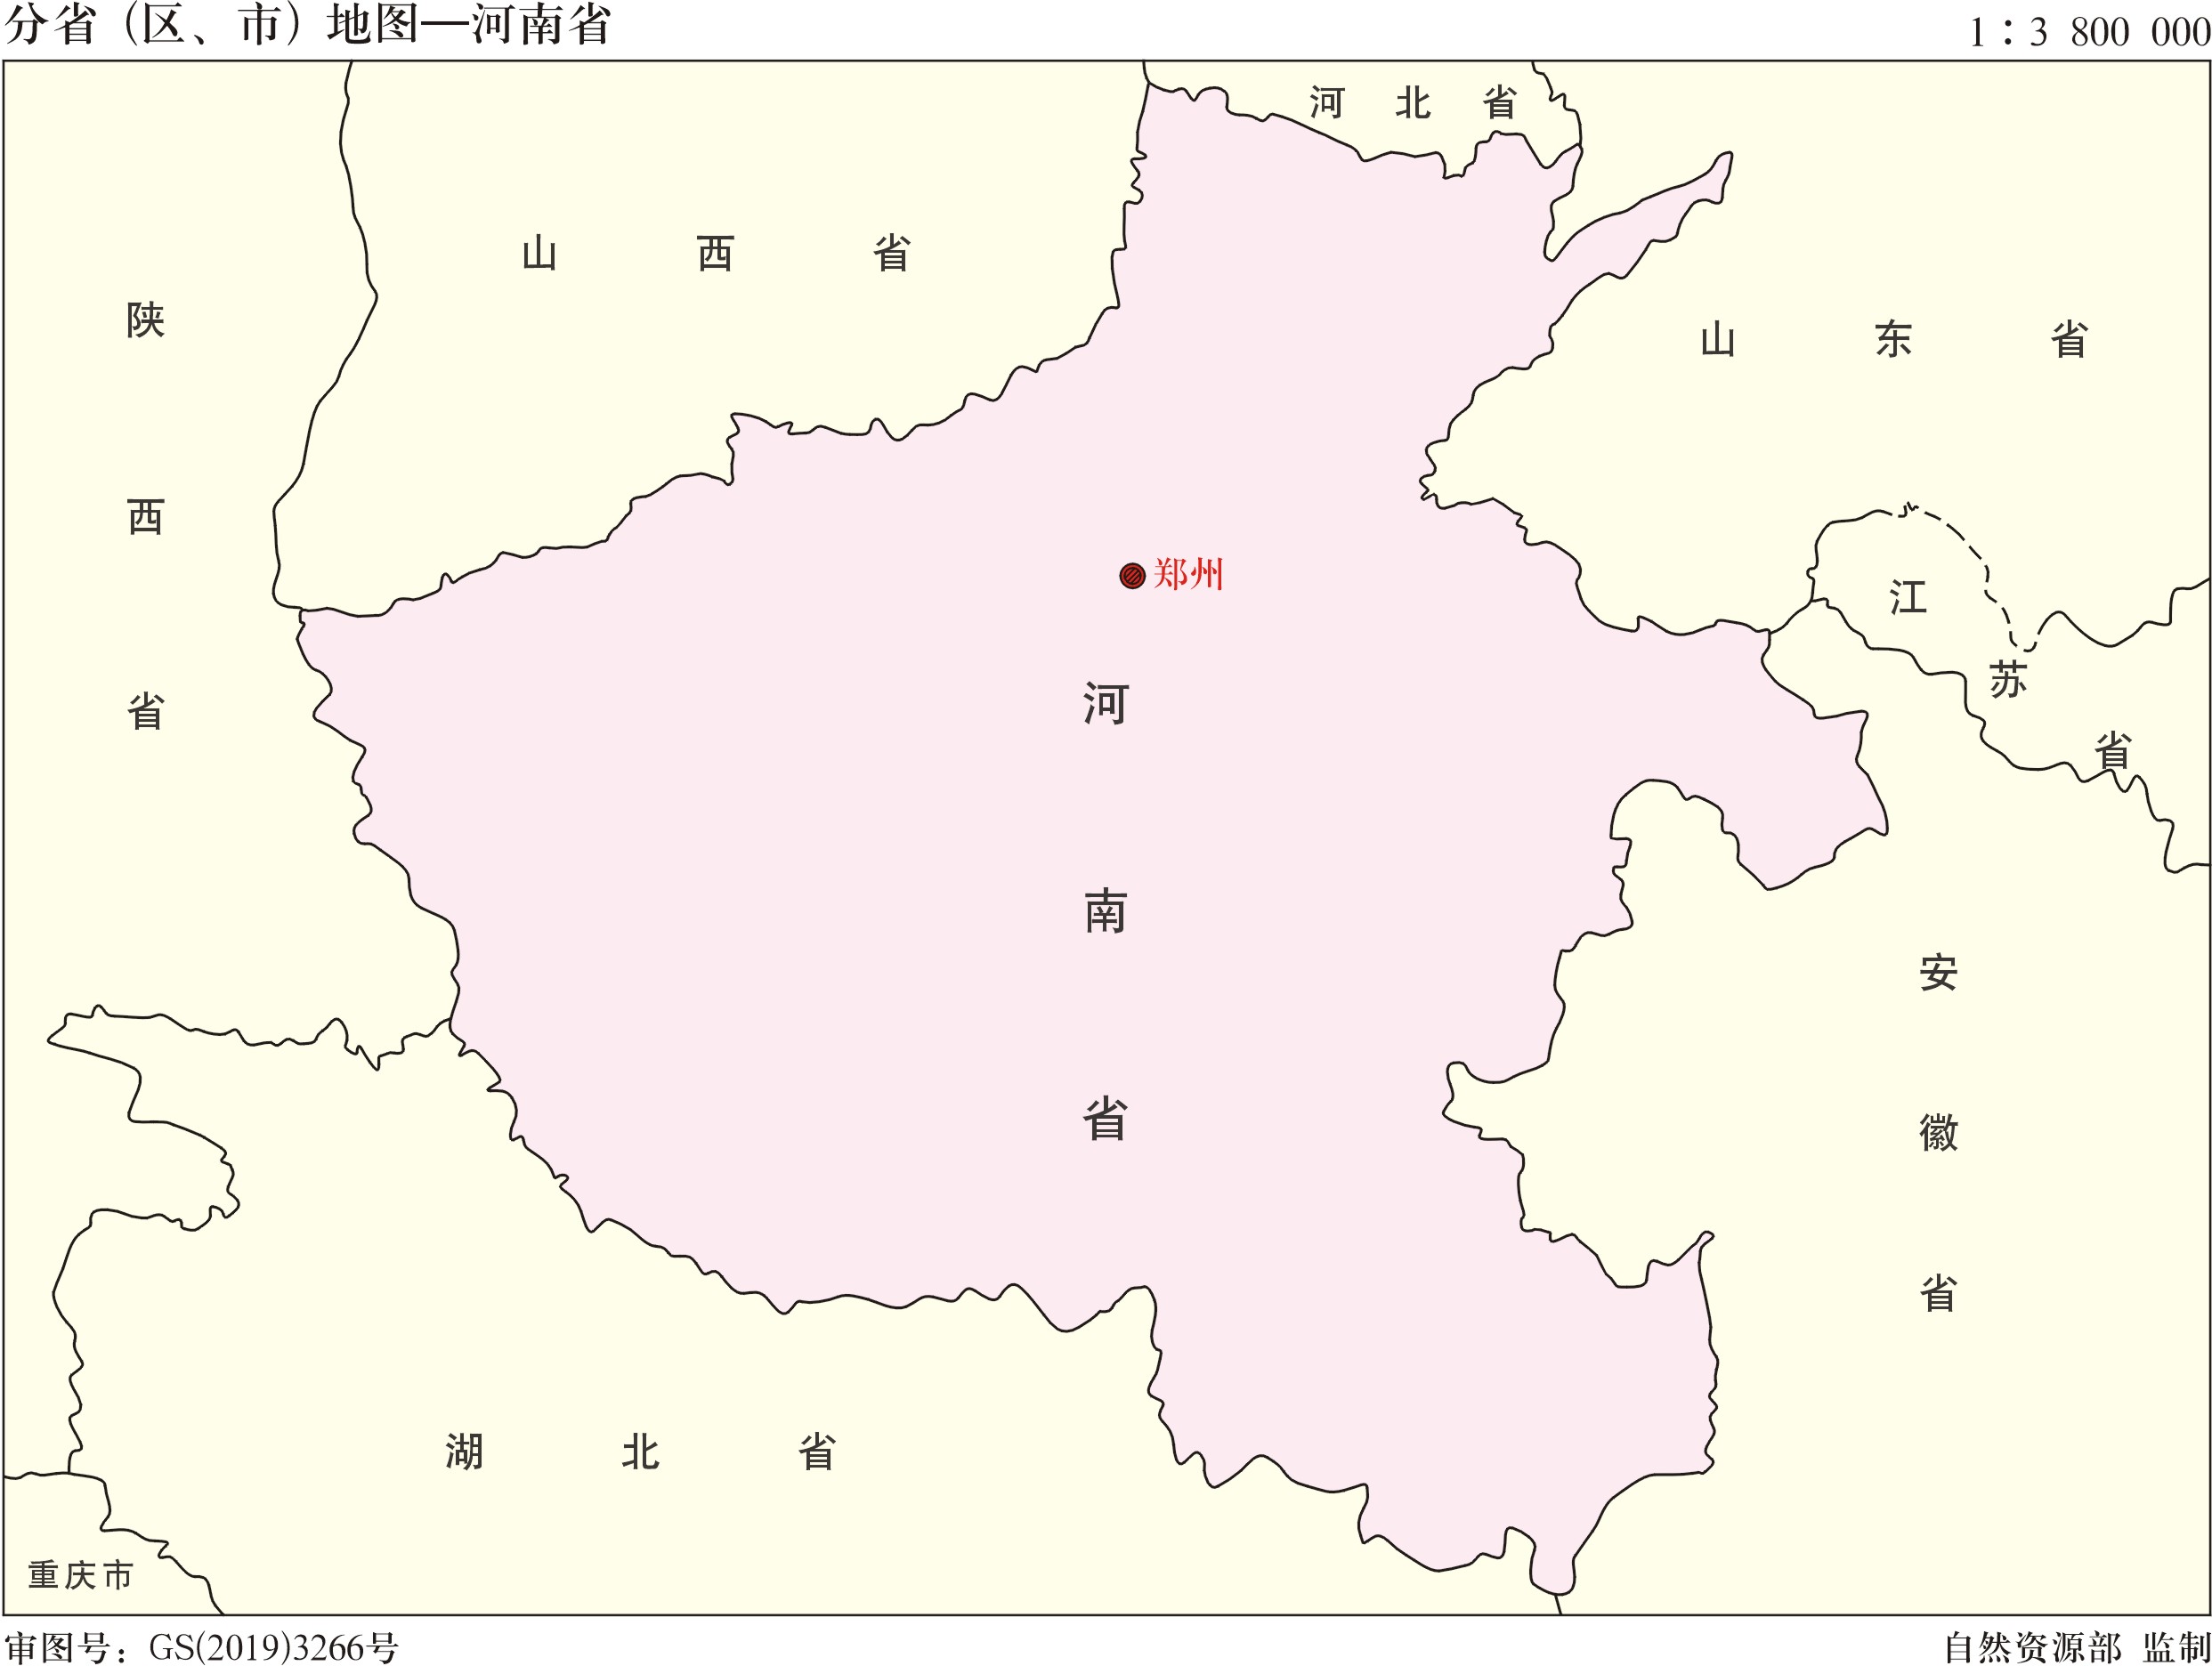 分省（区、市）地图—河南省
1：3 800 000
河北省
山西省
陕西省
山东省
郑州
江苏省
河南省
安徽省
湖北省
重庆市
审图号：GS(2019)3266号
自然资源部 监制